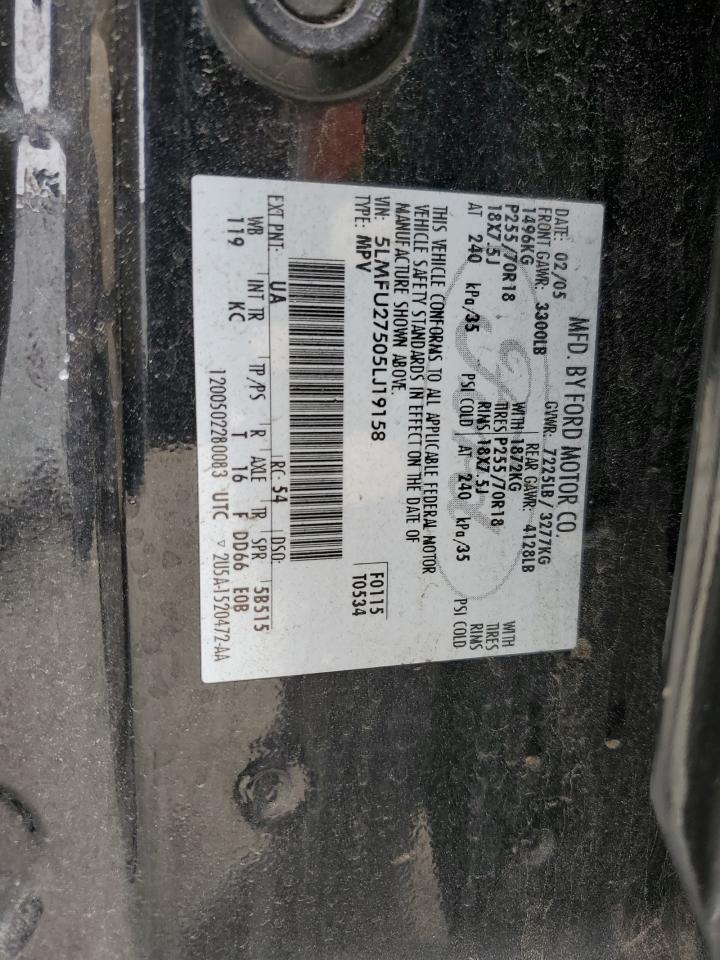 MFD. BY FORD MOTOR CO.
DATE: 02/05 GVWR: 7225LB/ 3277KG
FRONT GAWR: 3300LB REAR GAWR: 4128LB
1496KG WITH 1872KG WITH
P255/70R18 TIRES P255/70R18 TIRES
18X7.5J RIMS 18X7.5J RIMS
AT 240 kPa/35 PSI COLD AT 240 kPa/35 PSI COLD
THIS VEHICLE CONFORMS TO ALL APPLICABLE FEDERAL MOTOR
VEHICLE SAFETY STANDARDS IN EFFECT ON THE DATE OF
MANUFACTURE SHOWN ABOVE.
VIN: 5LMFU27505LJ19158 F0115
TYPE: MPV T0534
EXT PNT: UA RC: 54 DSO:
WB INT TR TP/PS R AXLE TR SPR 5B515
119 KC T 16 F DD66 E0B
12005022800B3 UTC ▽ 2U5A-1520472-AA